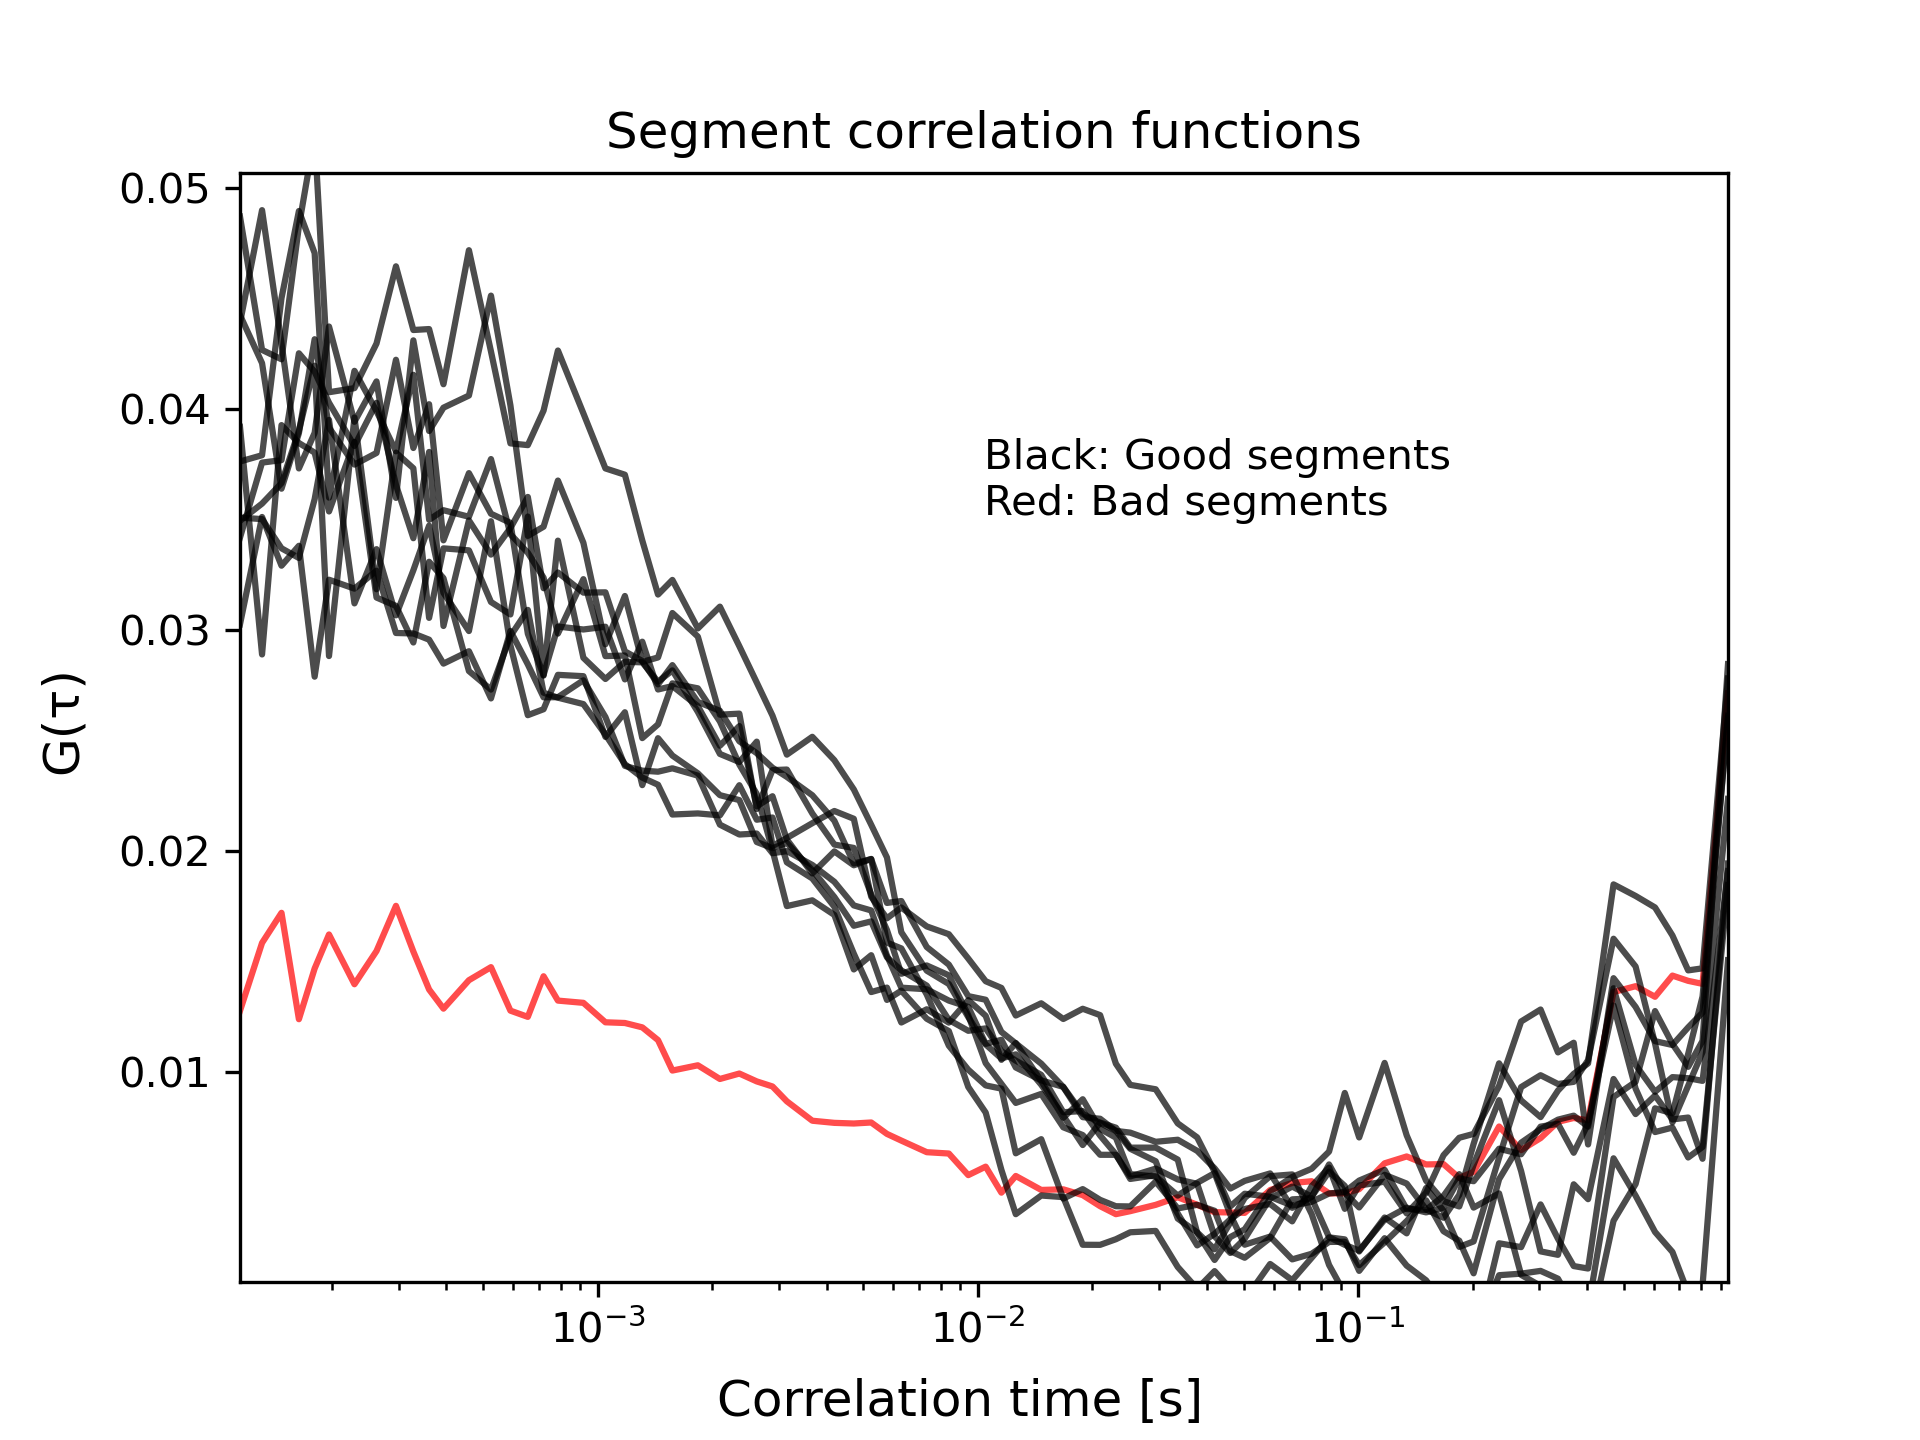 Segment correlation functions
0.05
0.04
0.03
0.02
0.01
G(τ)
Black: Good segments
Red: Bad segments
10⁻³ 10⁻² 10⁻¹
Correlation time [s]